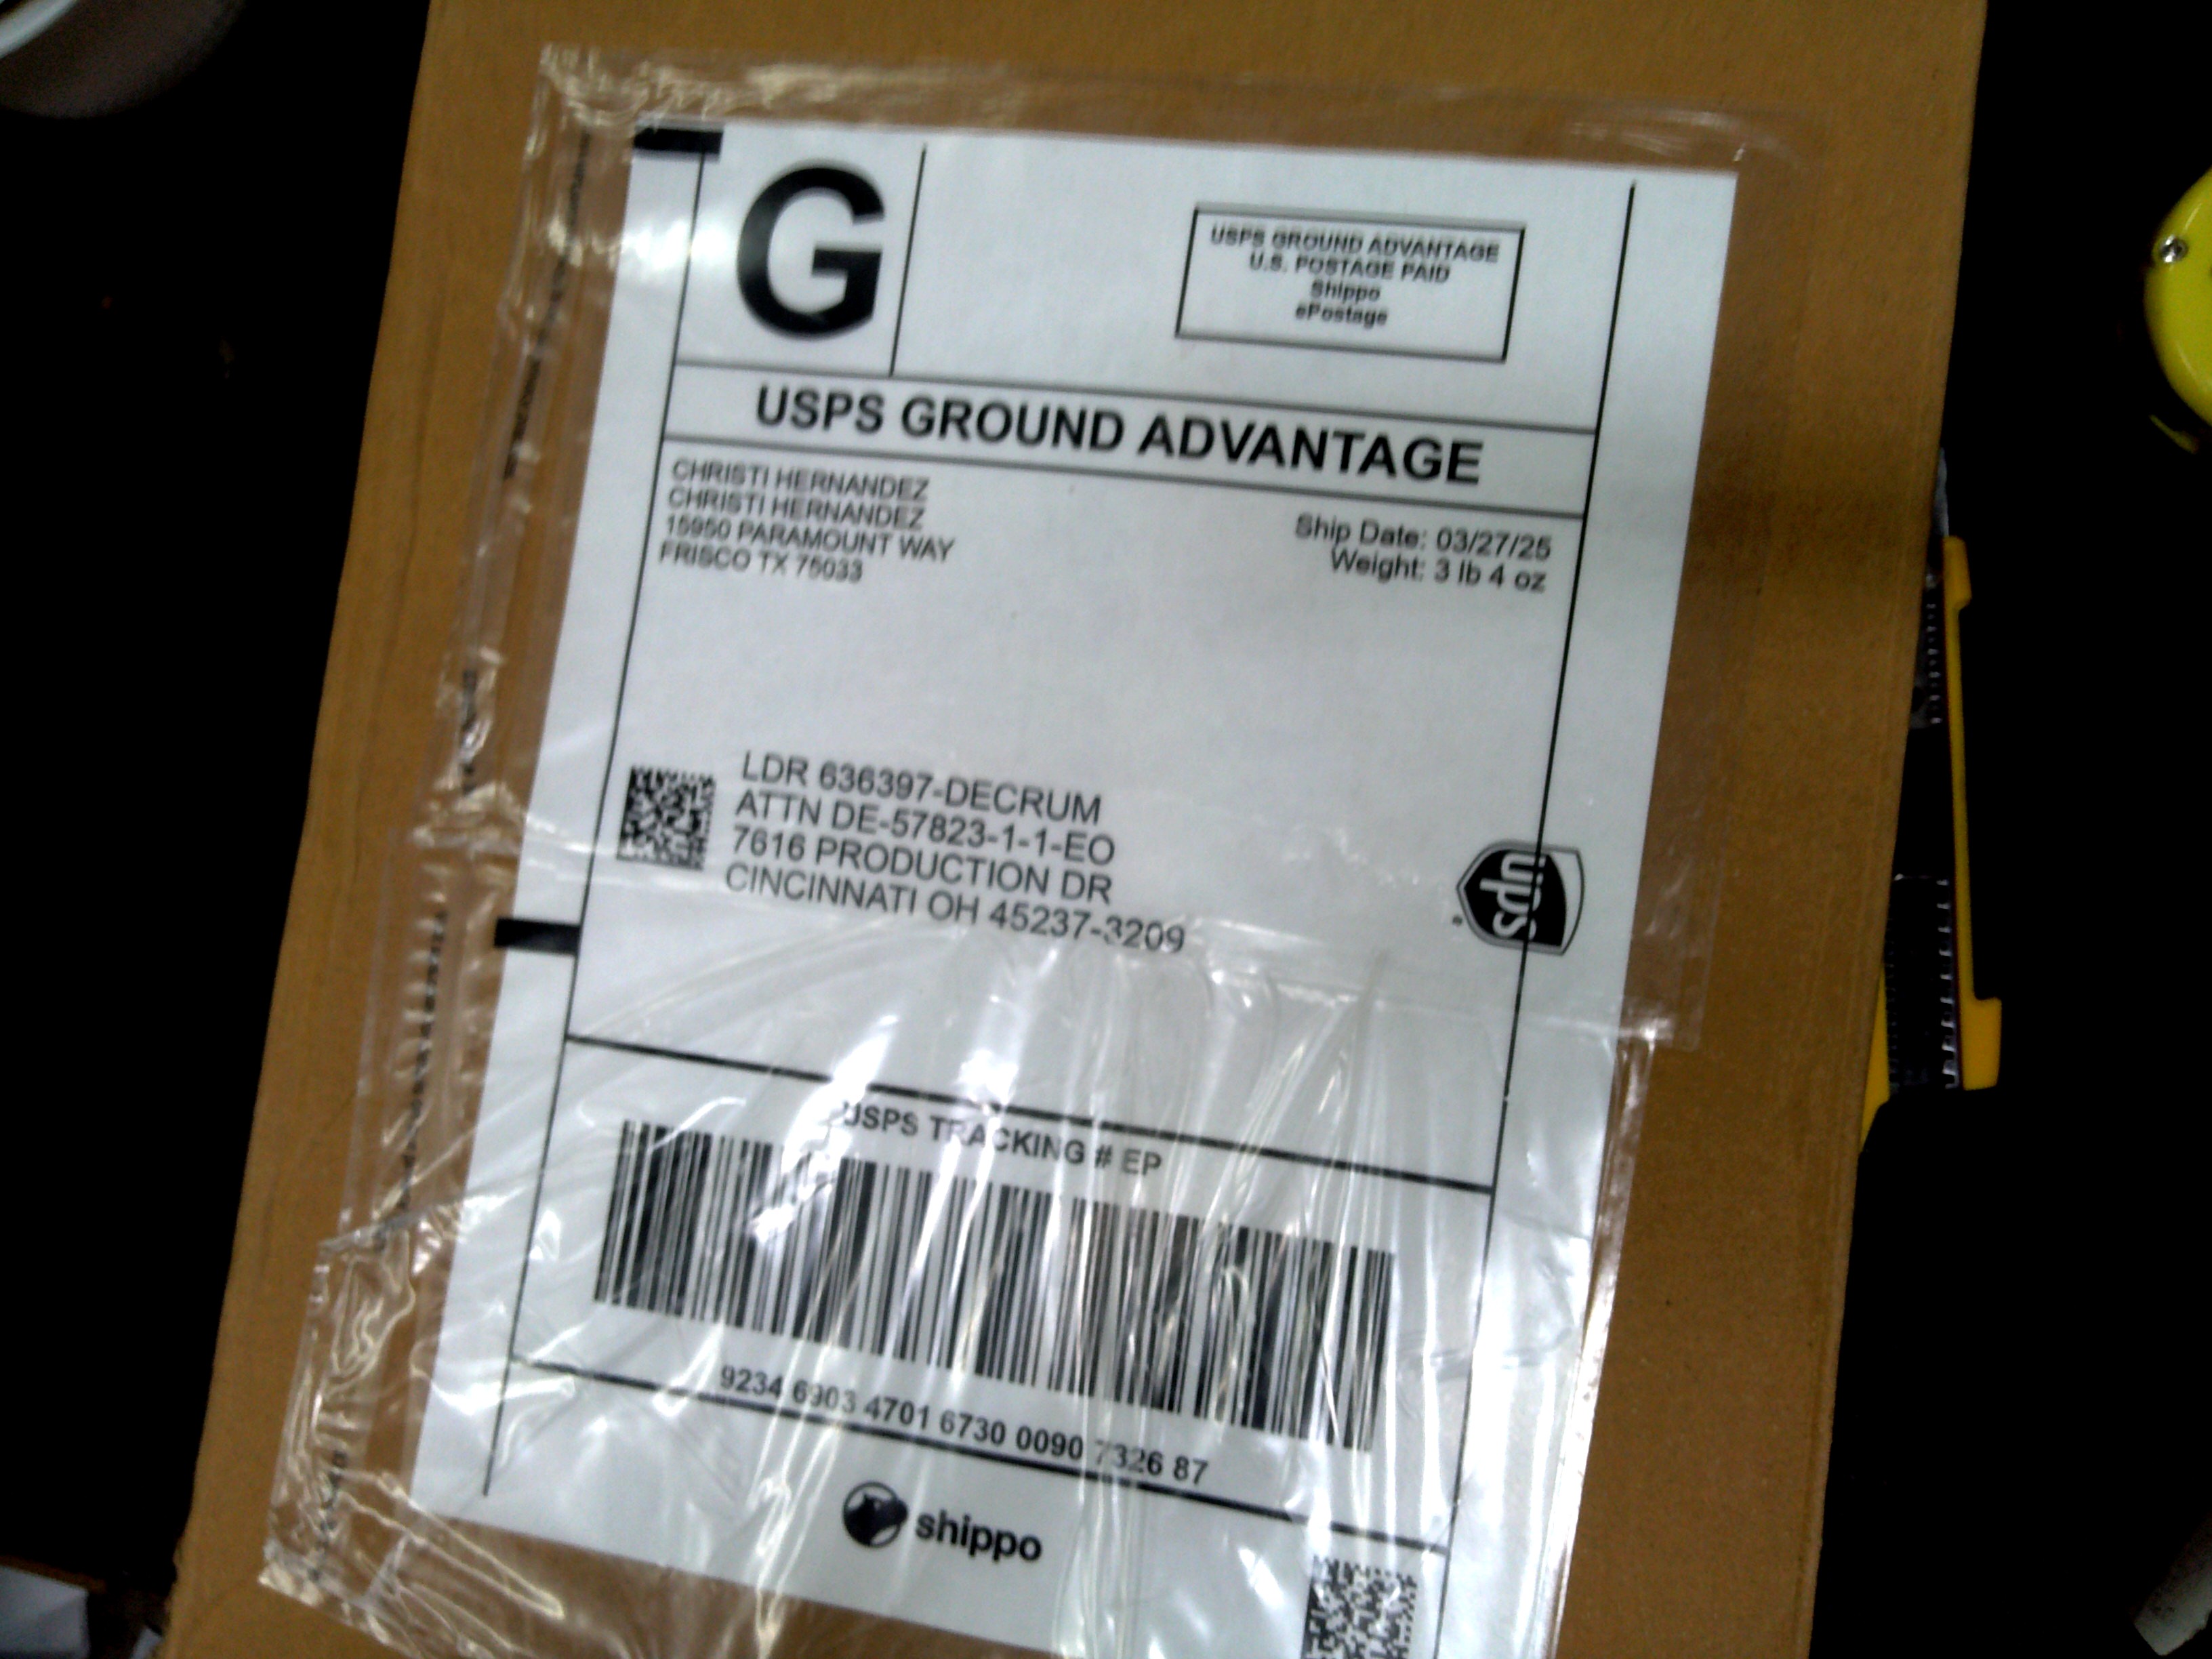 G
USPS GROUND ADVANTAGE
U.S. POSTAGE PAID
Shippo
ePostage
USPS GROUND ADVANTAGE
CHRISTI HERNANDEZ
CHRISTI HERNANDEZ
15950 PARAMOUNT WAY
FRISCO TX 75033
Ship Date: 03/27/25
Weight: 3 lb 4 oz
LDR 636397-DECRUM
ATTN DE-57823-1-1-EO
7616 PRODUCTION DR
CINCINNATI OH 45237-3209
ups
USPS TRACKING # EP
9234 6903 4701 6730 0090 7326 87
shippo